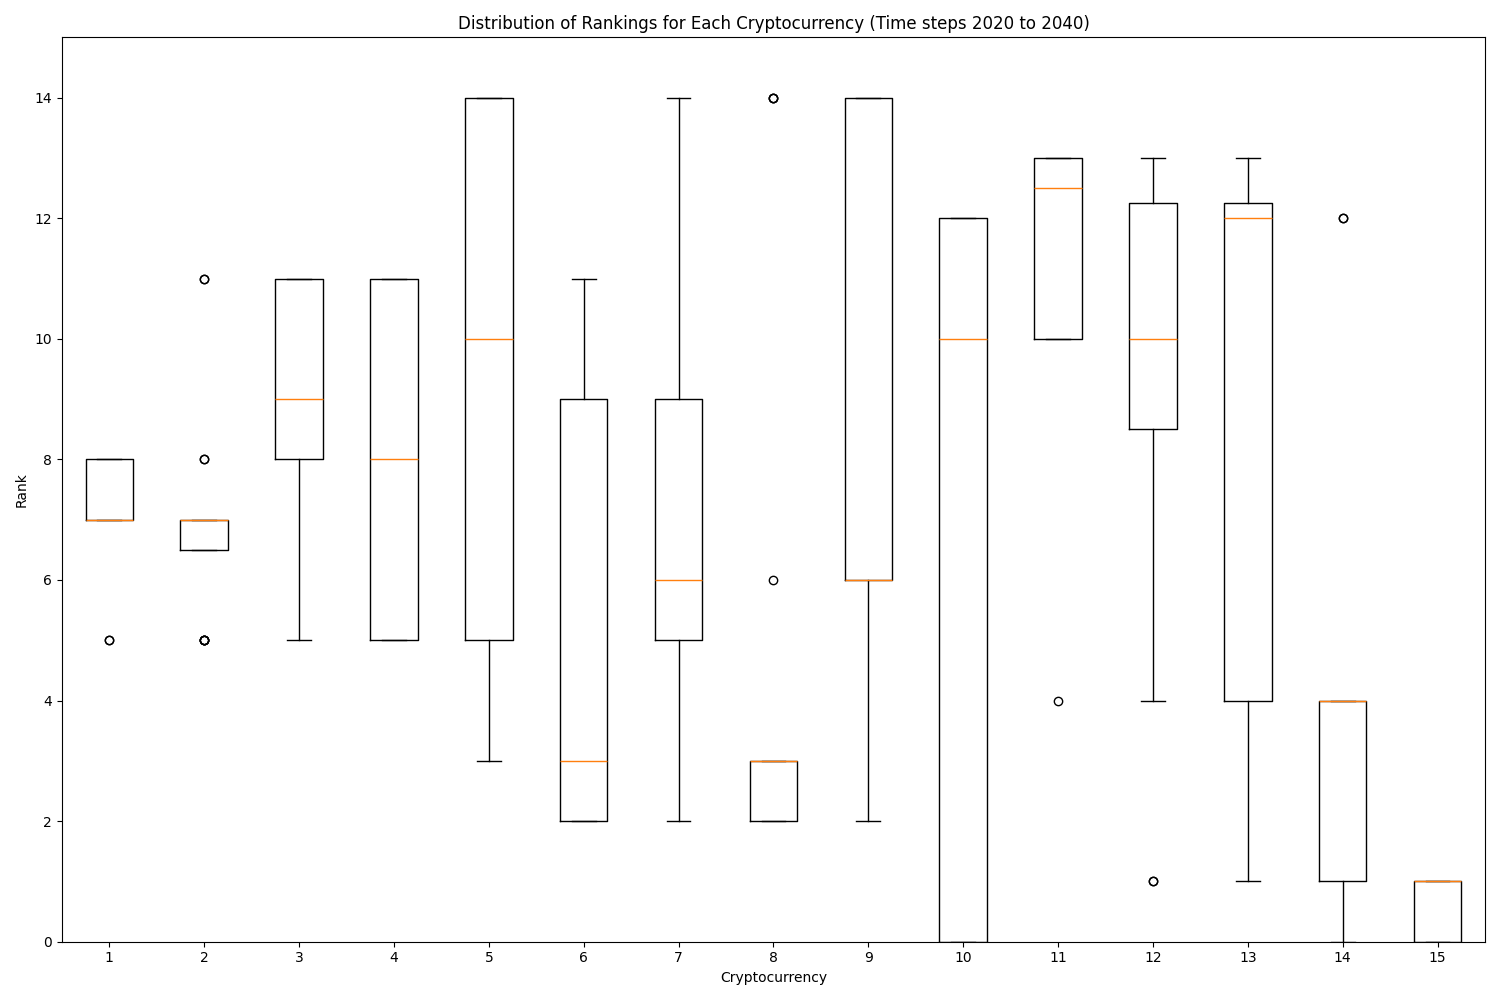 Distribution of Rankings for Each Cryptocurrency (Time steps 2020 to 2040)
14
12
10
8
6
4
2
0
Rank
1 2 3 4 5 6 7 8 9 10 11 12 13 14 15
Cryptocurrency